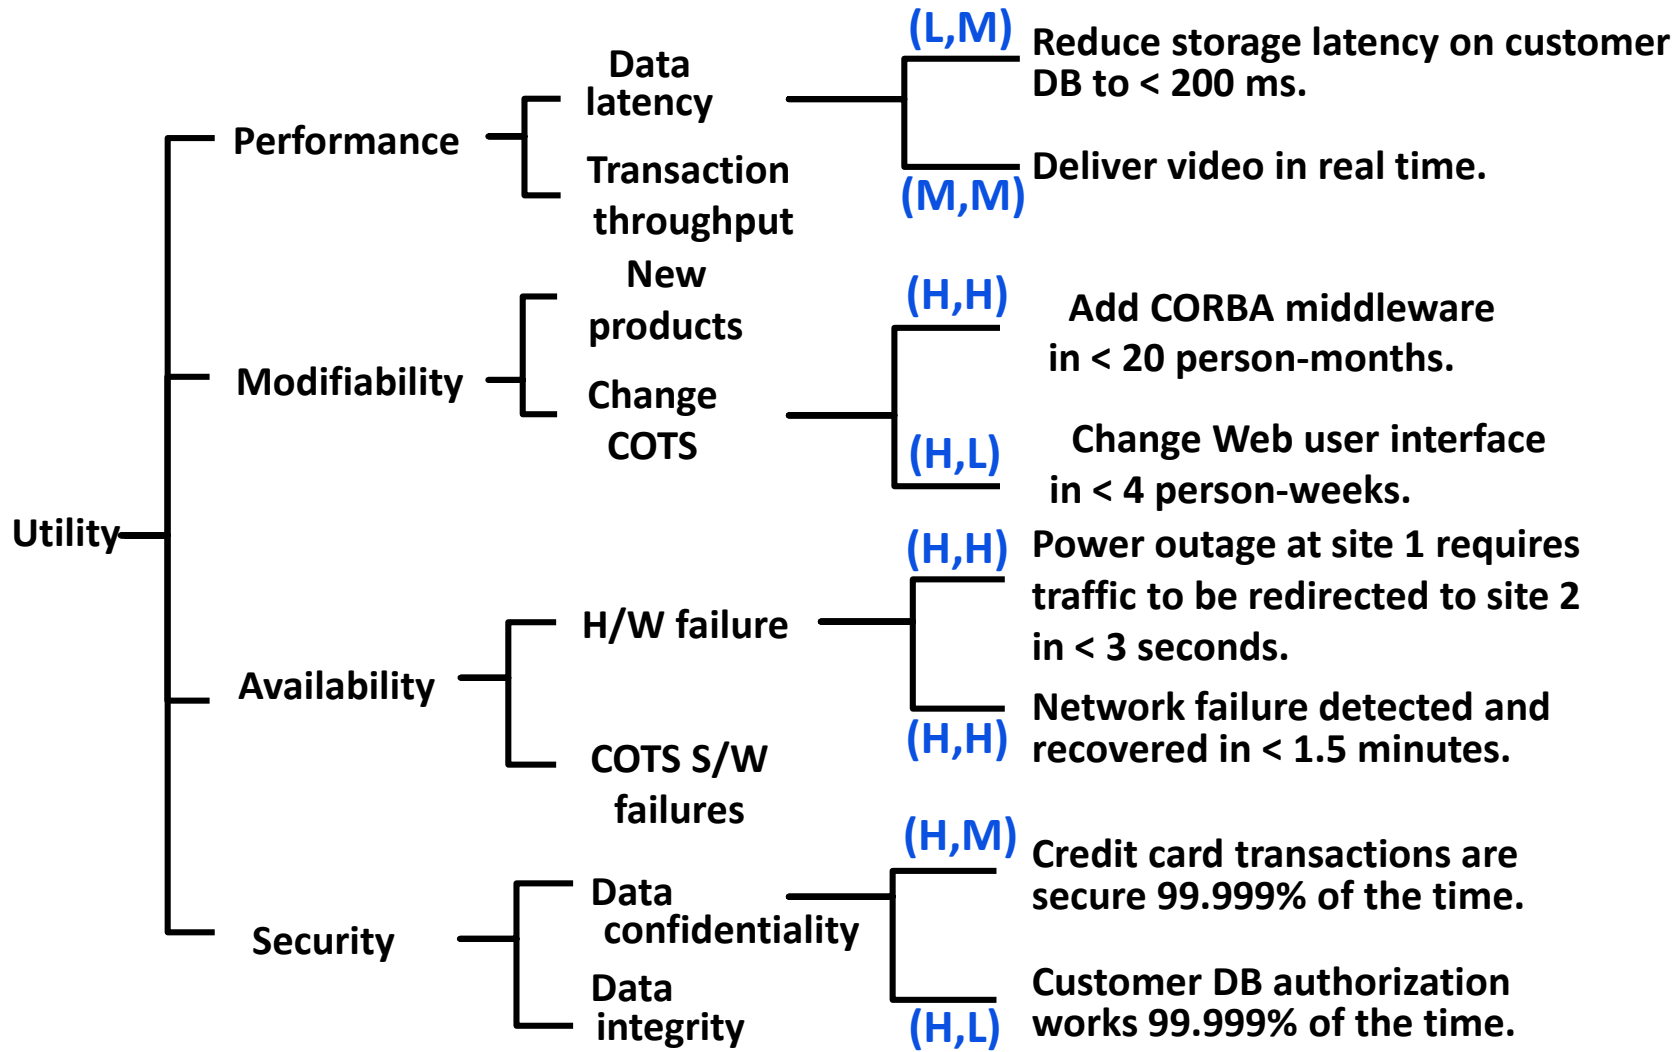 Utility
Performance
Data
latency
(L,M)
Reduce storage latency on customer
DB to < 200 ms.
(M,M)
Deliver video in real time.
Transaction
throughput
Modifiability
New
products
Change
COTS
(H,H)
Add CORBA middleware
in < 20 person-months.
(H,L)
Change Web user interface
in < 4 person-weeks.
Availability
H/W failure
(H,H)
Power outage at site 1 requires
traffic to be redirected to site 2
in < 3 seconds.
(H,H)
Network failure detected and
recovered in < 1.5 minutes.
COTS S/W
failures
Security
Data
confidentiality
(H,M)
Credit card transactions are
secure 99.999% of the time.
(H,L)
Customer DB authorization
works 99.999% of the time.
Data
integrity